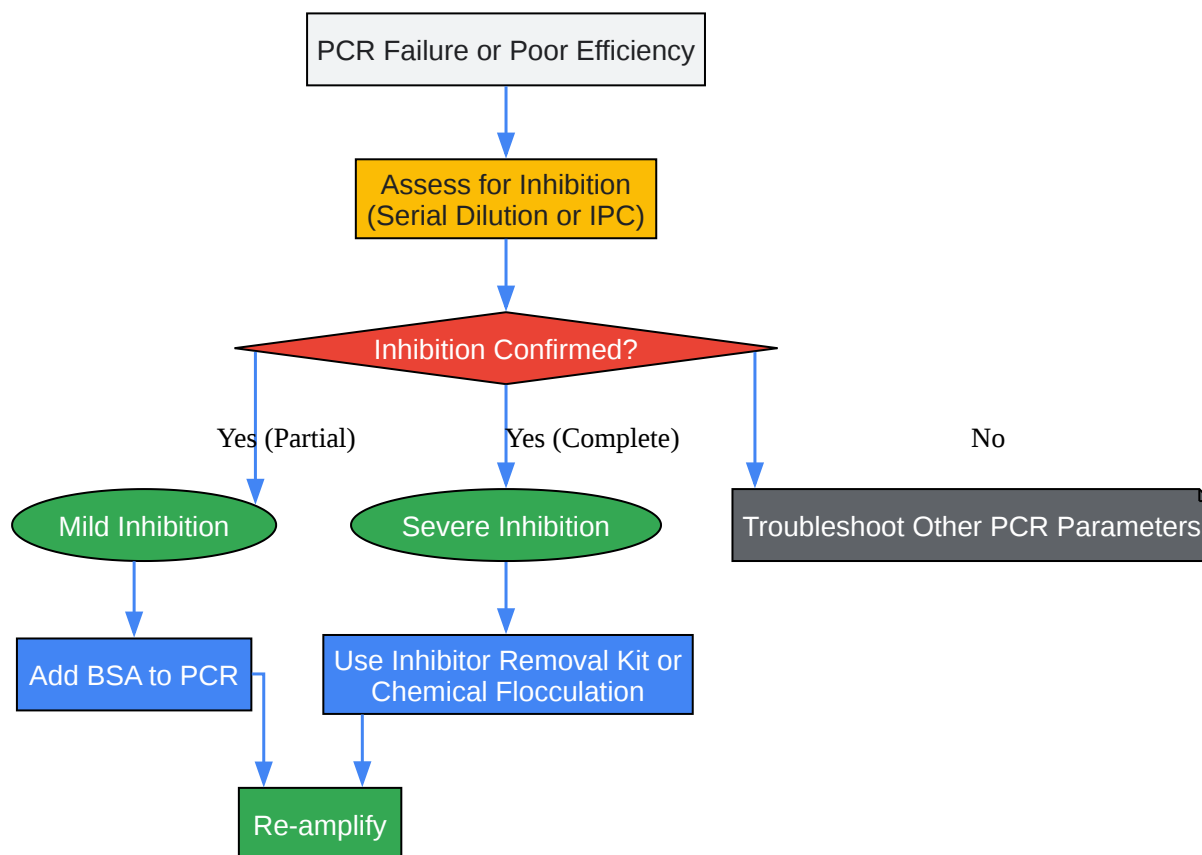 PCR Failure or Poor Efficiency
Assess for Inhibition
(Serial Dilution or IPC)
Inhibition Confirmed?
Yes (Partial)
Yes (Complete)
No
Mild Inhibition
Severe Inhibition
Troubleshoot Other PCR Parameters
Add BSA to PCR
Use Inhibitor Removal Kit or
Chemical Flocculation
Re-amplify